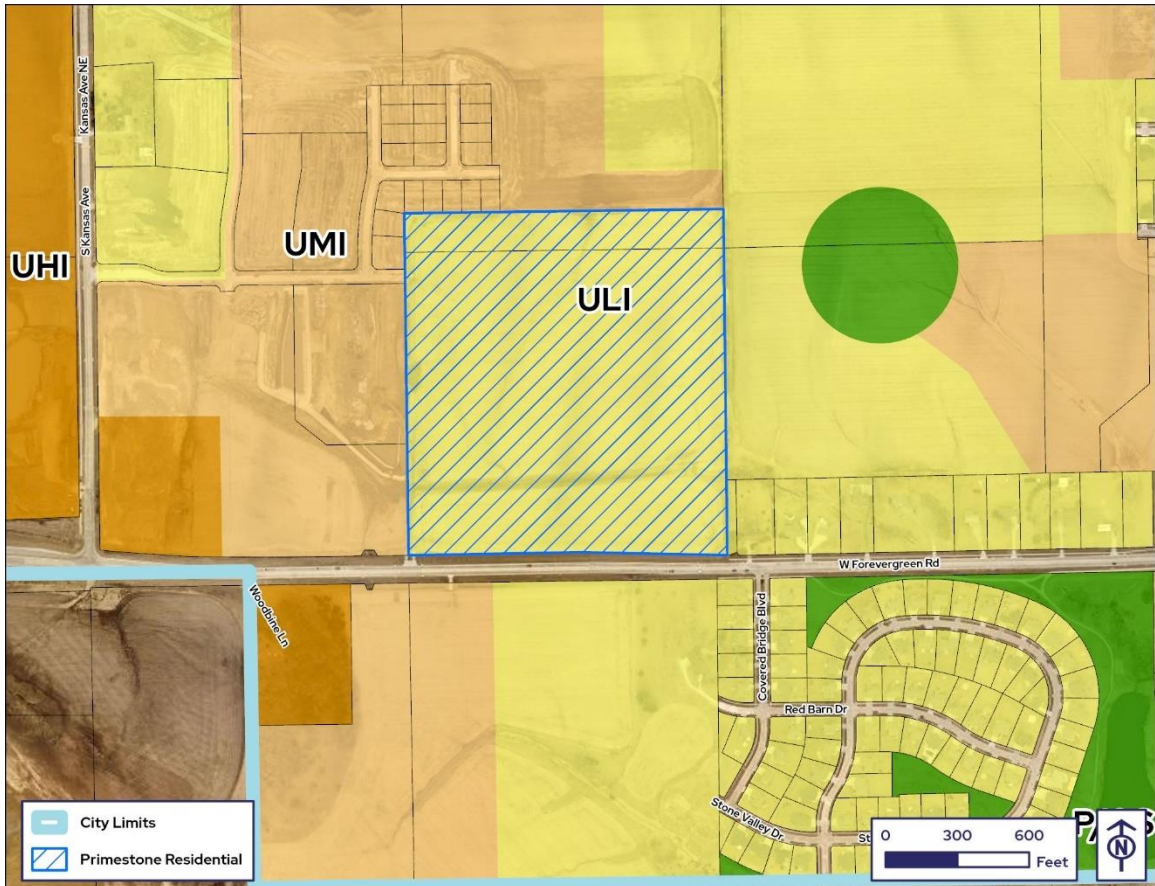 Kansas Ave NE
S Kansas Ave
UHI
UMI
ULI
W Forevergreen Rd
Woodbine Ln
Covered Bridge Blvd
Red Barn Dr
Stone Valley Dr.
City Limits
Primestone Residential
0 300 600
Feet
N